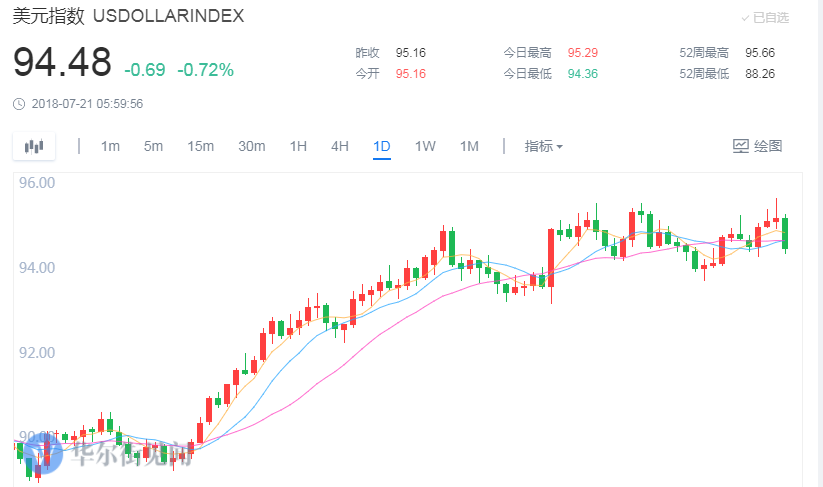 美元指数 USDOLLARINDEX
已自选
94.48 -0.69 -0.72%
昨收 95.16 今日最高 95.29 52周最高 95.66
今开 95.16 今日最低 94.36 52周最低 88.26
2018-07-21 05:59:56
1m 5m 15m 30m 1H 4H 1D 1W 1M 指标 绘图
96.00
94.00
92.00
90.00
华尔街见闻